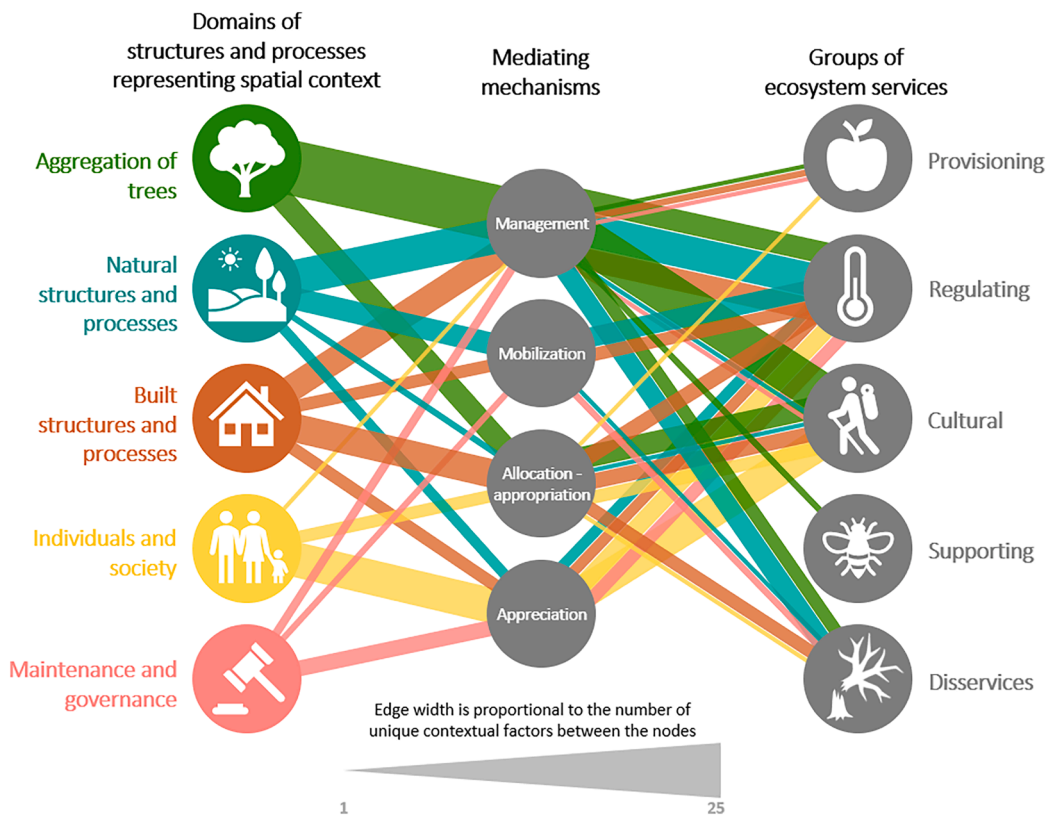 Domains of
structures and processes
representing spatial context
Mediating
mechanisms
Groups of
ecosystem services
Aggregation of
trees
Natural
structures and
processes
Built
structures and
processes
Individuals and
society
Maintenance and
governance
Management
Mobilization
Allocation -
appropriation
Appreciation
Provisioning
Regulating
Cultural
Supporting
Disservices
Edge width is proportional to the number of
unique contextual factors between the nodes
1
25